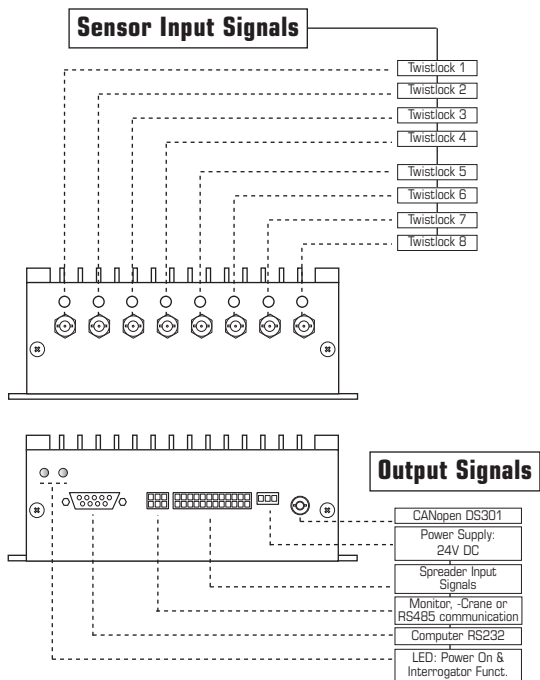 Sensor Input Signals
Twistlock 1
Twistlock 2
Twistlock 3
Twistlock 4
Twistlock 5
Twistlock 6
Twistlock 7
Twistlock 8
Output Signals
CANopen DS301
Power Supply:
24V DC
Spreader Input
Signals
Monitor, -Crane or
RS485 communication
Computer RS232
LED: Power On &
Interrogator Funct.